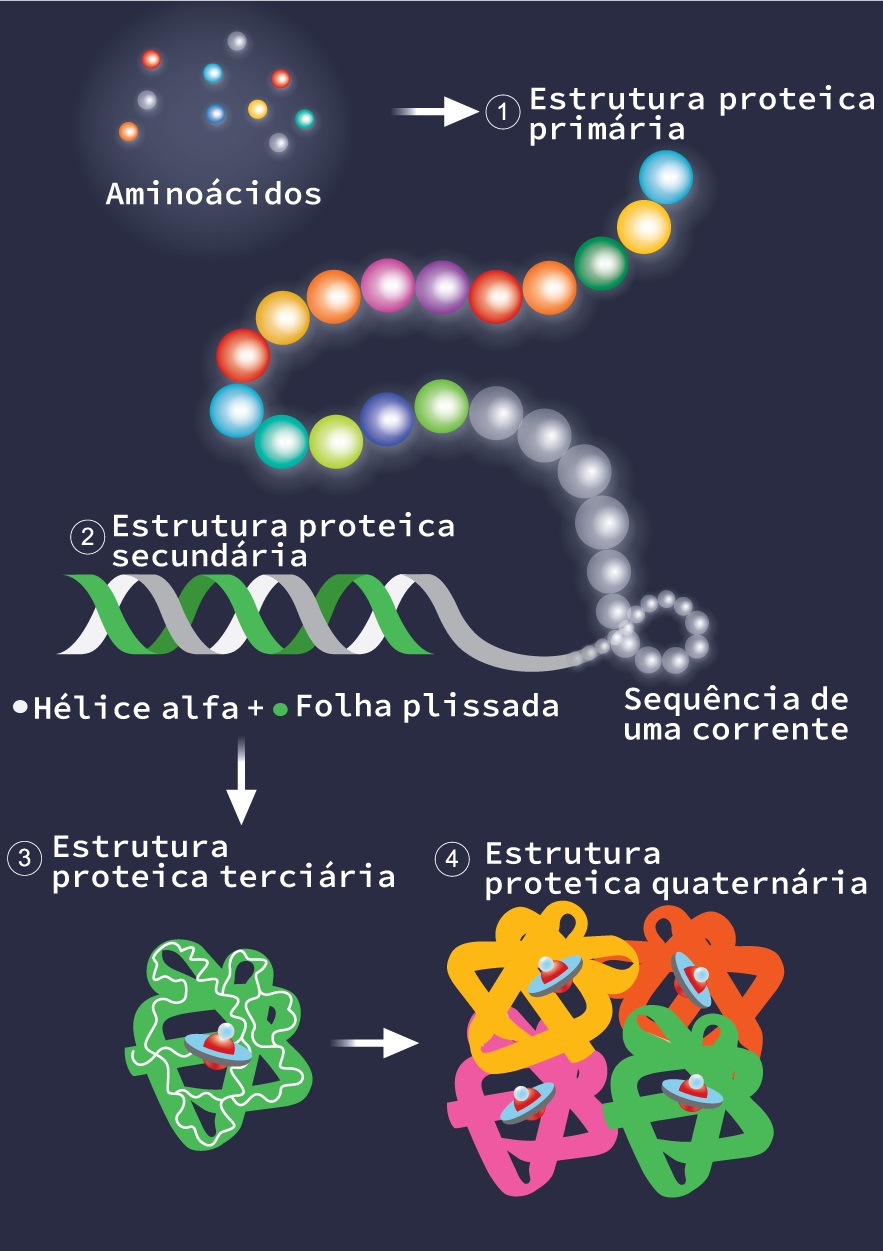 Aminoácidos
1 Estrutura proteica
primária
2 Estrutura proteica
secundária
Hélice alfa + Folha plissada
Sequência de
uma corrente
3 Estrutura
proteica terciária
4 Estrutura
proteica quaternária